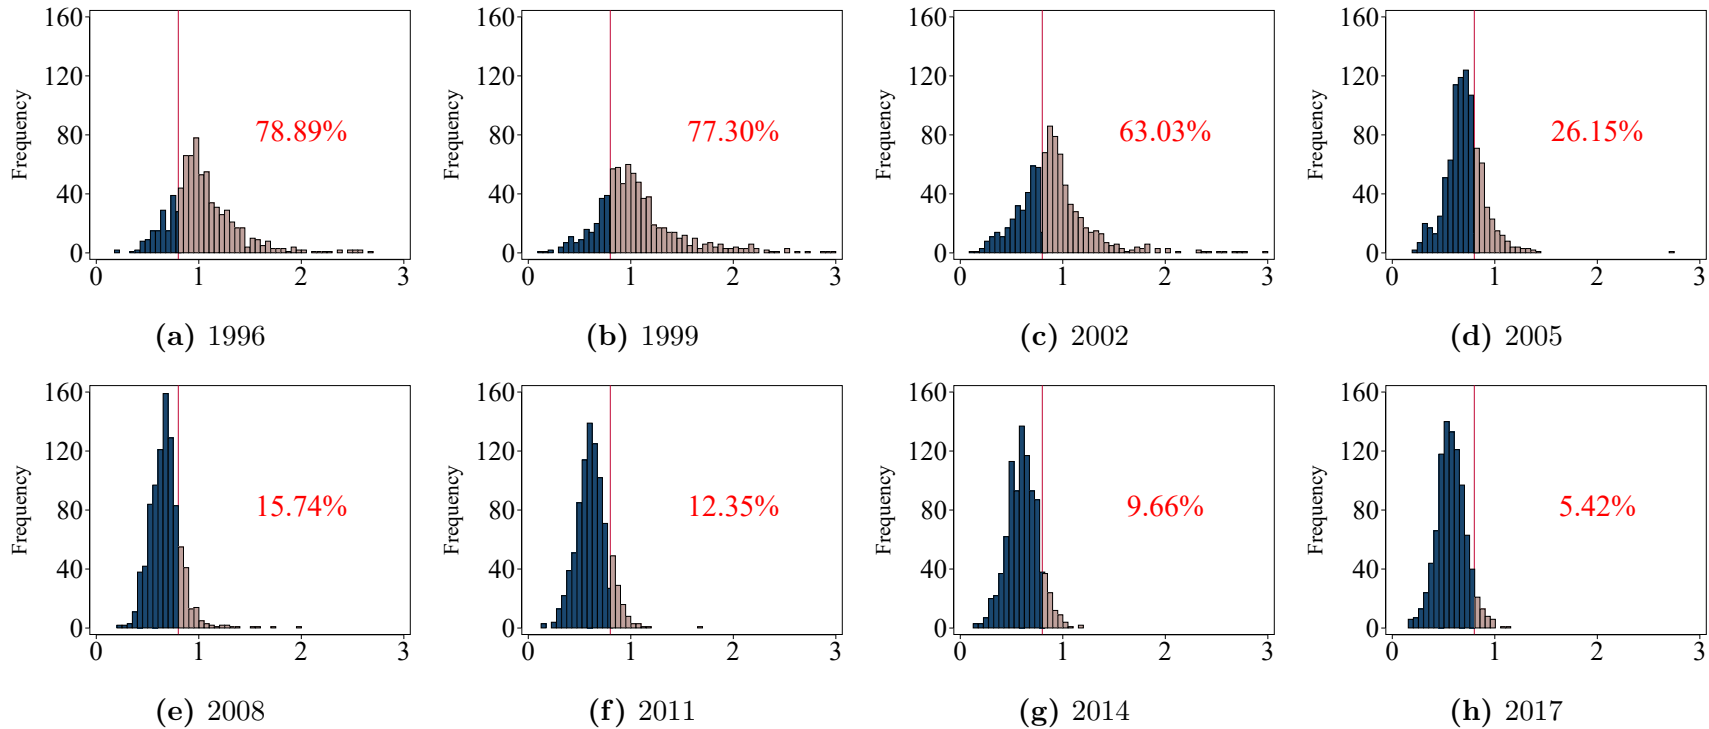 160
120
80
40
0
Frequency
78.89%
0 1 2 3
(a) 1996
160
120
80
40
0
Frequency
77.30%
0 1 2 3
(b) 1999
160
120
80
40
0
Frequency
63.03%
0 1 2 3
(c) 2002
160
120
80
40
0
Frequency
26.15%
0 1 2 3
(d) 2005
160
120
80
40
0
Frequency
15.74%
0 1 2 3
(e) 2008
160
120
80
40
0
Frequency
12.35%
0 1 2 3
(f) 2011
160
120
80
40
0
Frequency
9.66%
0 1 2 3
(g) 2014
160
120
80
40
0
Frequency
5.42%
0 1 2 3
(h) 2017